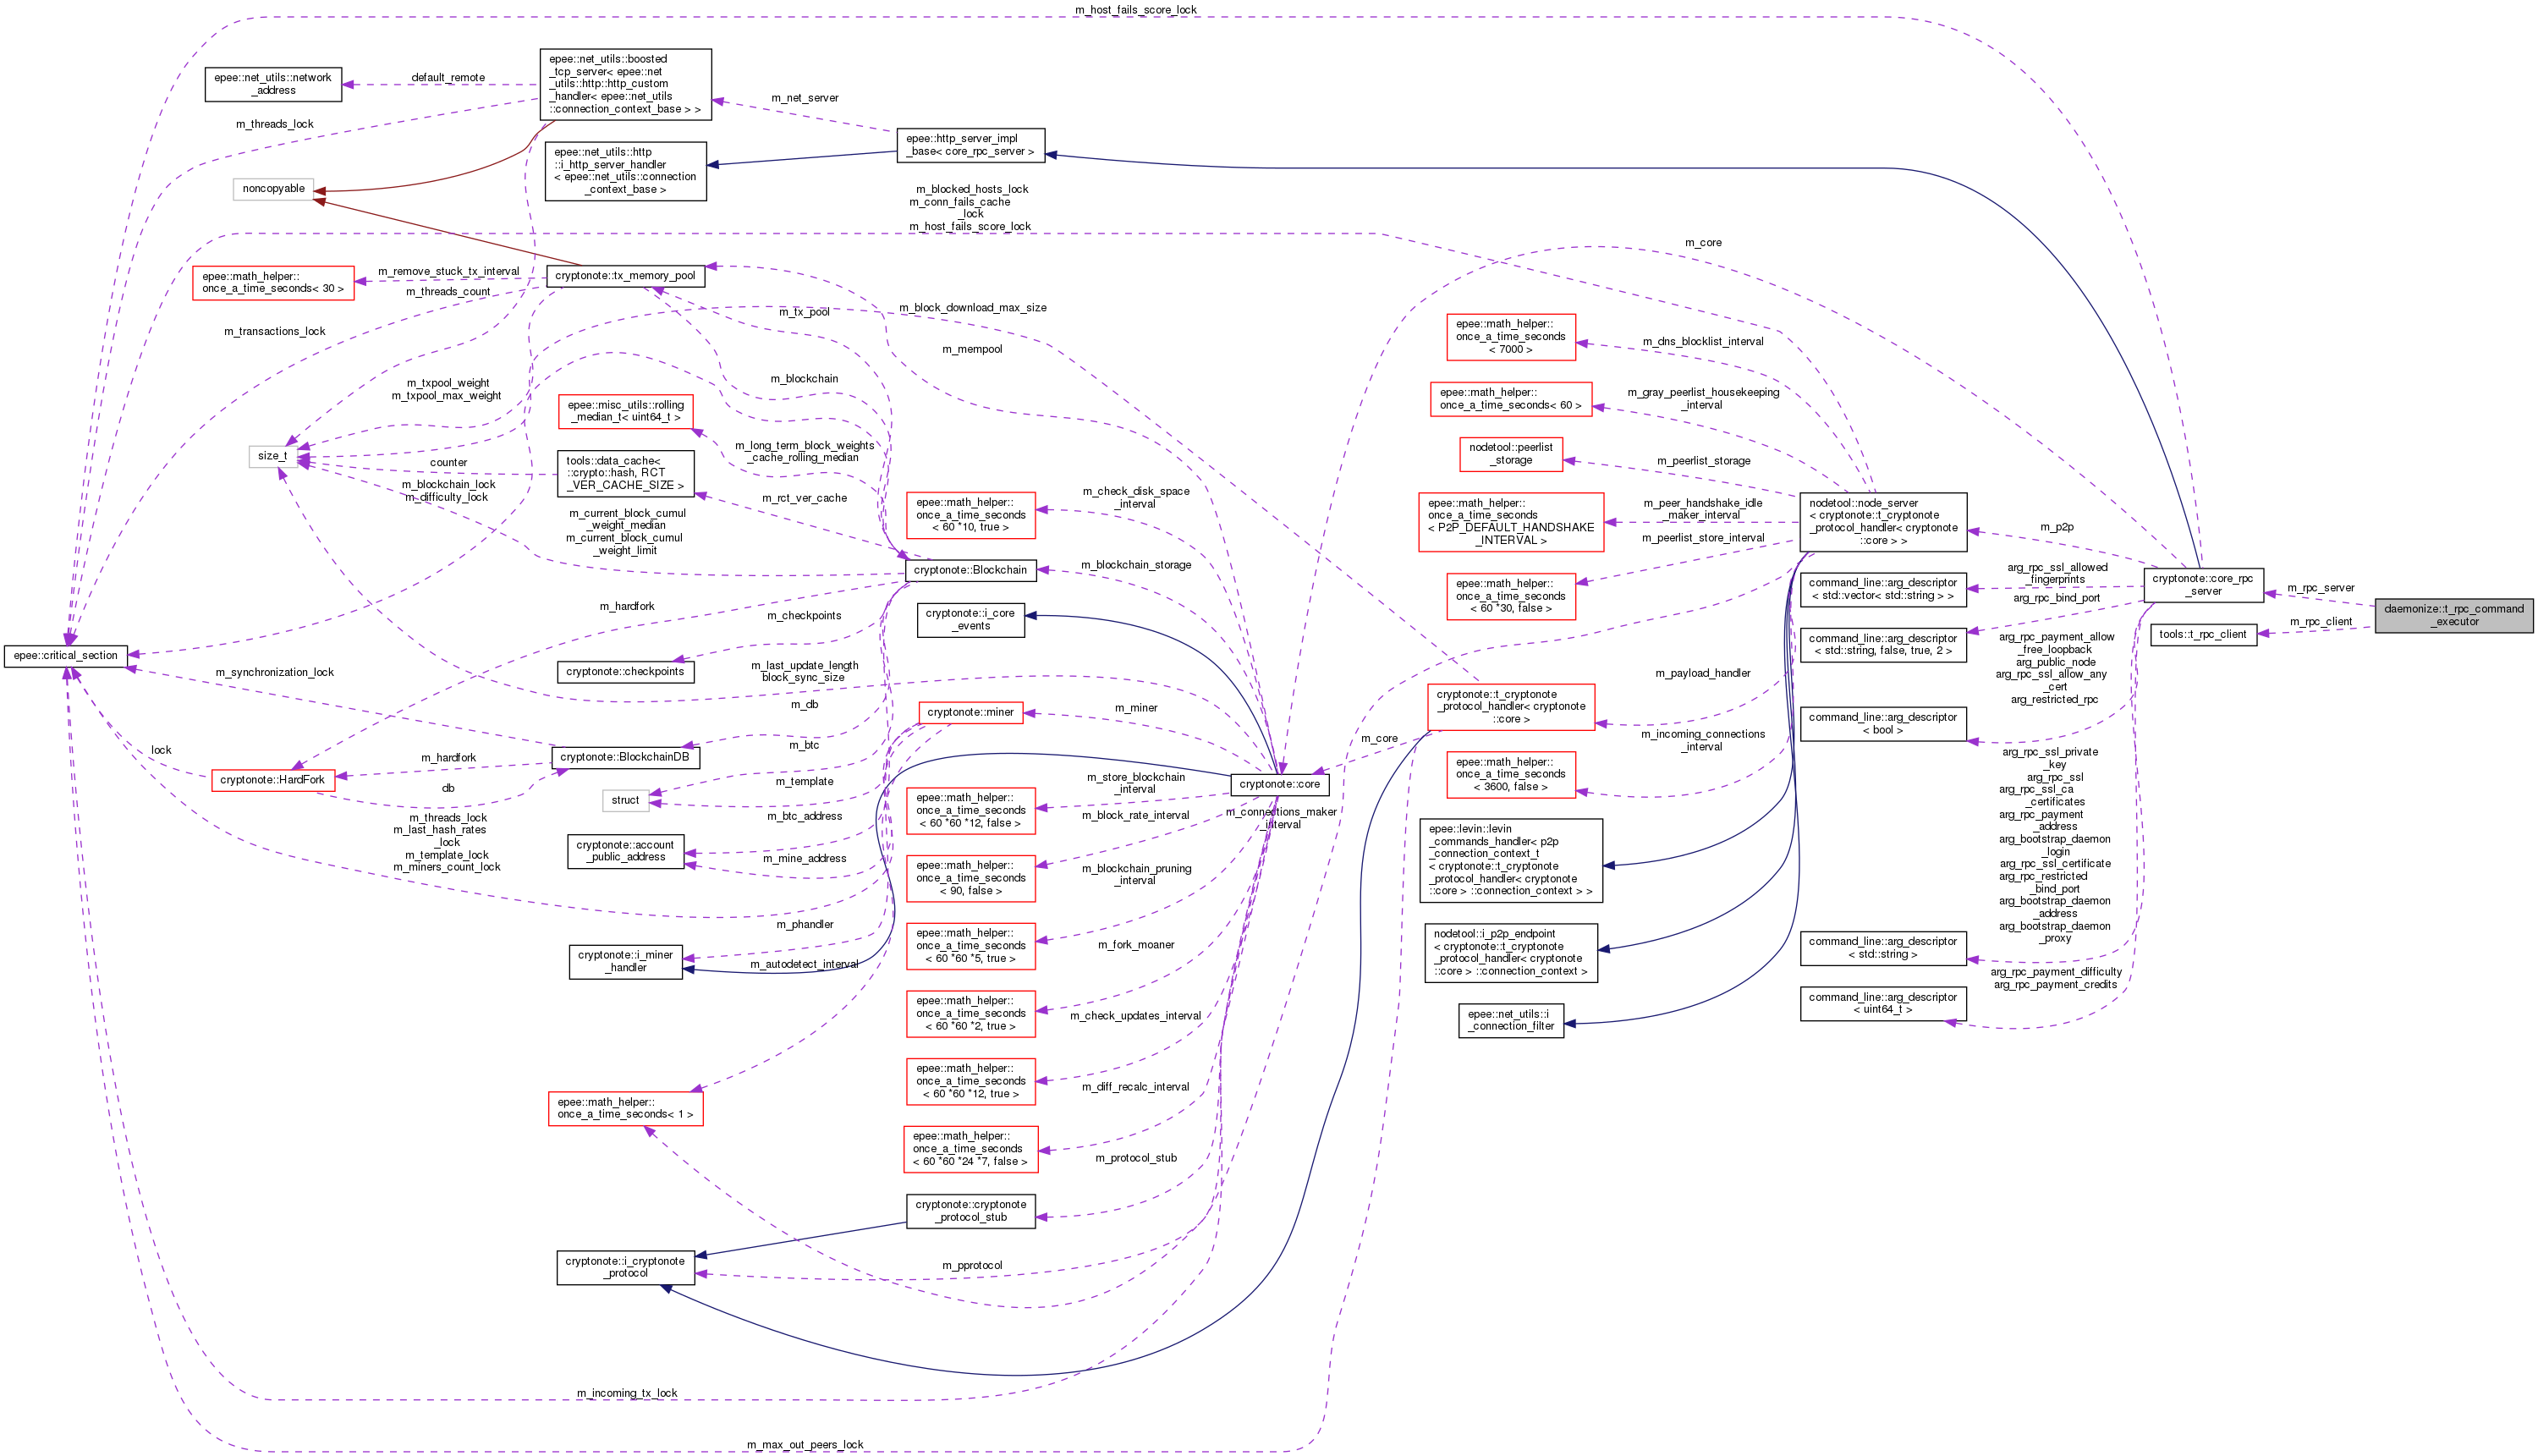 m_host_fails_score_lock
epee::net_utils::boosted
_tcp_server< epee::net
_utils::http::http_custom
_handler< epee::net_utils
::connection_context_base > >
epee::net_utils::network
_address
default_remote
m_threads_lock
m_net_server
epee::http_server_impl
_base< core_rpc_server >
epee::net_utils::http
::i_http_server_handler
< epee::net_utils::connection
_context_base >
noncopyable
m_blocked_hosts_lock
m_conn_fails_cache
_lock
m_host_fails_score_lock
m_core
epee::math_helper::
once_a_time_seconds< 30 >
m_remove_stuck_tx_interval
m_threads_count
cryptonote::tx_memory_pool
m_transactions_lock
m_tx_pool
m_block_download_max_size
m_mempool
m_txpool_weight
m_txpool_max_weight
m_blockchain
epee::misc_utils::rolling
_median_t< uint64_t >
m_long_term_block_weights
_cache_rolling_median
size_t
counter
tools::data_cache<
::crypto::hash, RCT
_VER_CACHE_SIZE >
m_rct_ver_cache
m_blockchain_lock
m_difficulty_lock
m_current_block_cumul
_weight_median
m_current_block_cumul
_weight_limit
epee::math_helper::
once_a_time_seconds
< 60 *10, true >
m_check_disk_space
_interval
cryptonote::Blockchain
m_blockchain_storage
cryptonote::i_core
_events
m_hardfork
m_checkpoints
cryptonote::checkpoints
epee::critical_section
m_synchronization_lock
m_last_update_length
block_sync_size
m_db
cryptonote::miner
m_miner
lock
cryptonote::HardFork
m_hardfork
db
cryptonote::BlockchainDB
m_btc
struct
m_template
m_threads_lock
m_last_hash_rates
_lock
m_template_lock
m_miners_count_lock
cryptonote::account
_public_address
m_btc_address
m_mine_address
cryptonote::core
m_store_blockchain
_interval
epee::math_helper::
once_a_time_seconds
< 60 *60 *12, false >
m_block_rate_interval
epee::math_helper::
once_a_time_seconds
< 90, false >
m_blockchain_pruning
_interval
epee::math_helper::
once_a_time_seconds
< 60 *60 *5, true >
m_fork_moaner
epee::math_helper::
once_a_time_seconds
< 60 *60 *2, true >
m_check_updates_interval
epee::math_helper::
once_a_time_seconds
< 60 *60 *12, true >
m_diff_recalc_interval
epee::math_helper::
once_a_time_seconds
< 60 *60 *24 *7, false >
m_protocol_stub
cryptonote::cryptonote
_protocol_stub
m_phandler
cryptonote::i_miner
_handler
m_autodetect_interval
epee::math_helper::
once_a_time_seconds< 1 >
cryptonote::i_cryptonote
_protocol
m_pprotocol
m_incoming_tx_lock
m_max_out_peers_lock
m_connections_maker
_interval
m_core
epee::math_helper::
once_a_time_seconds
< 7000 >
m_dns_blocklist_interval
epee::math_helper::
once_a_time_seconds< 60 >
m_gray_peerlist_housekeeping
_interval
nodetool::peerlist
_storage
m_peerlist_storage
epee::math_helper::
once_a_time_seconds
< P2P_DEFAULT_HANDSHAKE
_INTERVAL >
m_peer_handshake_idle
_maker_interval
m_peerlist_store_interval
epee::math_helper::
once_a_time_seconds
< 60 *30, false >
cryptonote::t_cryptonote
_protocol_handler< cryptonote
::core >
m_payload_handler
epee::math_helper::
once_a_time_seconds
< 3600, false >
m_incoming_connections
_interval
epee::levin::levin
_commands_handler< p2p
_connection_context_t
< cryptonote::t_cryptonote
_protocol_handler< cryptonote
::core > ::connection_context > >
nodetool::i_p2p_endpoint
< cryptonote::t_cryptonote
_protocol_handler< cryptonote
::core > ::connection_context >
epee::net_utils::i
_connection_filter
nodetool::node_server
< cryptonote::t_cryptonote
_protocol_handler< cryptonote
::core > >
m_p2p
command_line::arg_descriptor
< std::vector< std::string > >
arg_rpc_ssl_allowed
_fingerprints
arg_rpc_bind_port
command_line::arg_descriptor
< std::string, false, true, 2 >
arg_rpc_payment_allow
_free_loopback
arg_public_node
arg_rpc_ssl_allow_any
_cert
arg_restricted_rpc
command_line::arg_descriptor
< bool >
arg_rpc_ssl_private
_key
arg_rpc_ssl
arg_rpc_ssl_ca
_certificates
arg_rpc_payment
_address
arg_bootstrap_daemon
_login
arg_rpc_ssl_certificate
arg_rpc_restricted
_bind_port
arg_bootstrap_daemon
_address
arg_bootstrap_daemon
_proxy
command_line::arg_descriptor
< std::string >
arg_rpc_payment_difficulty
arg_rpc_payment_credits
command_line::arg_descriptor
< uint64_t >
cryptonote::core_rpc
_server
m_rpc_server
tools::t_rpc_client
m_rpc_client
daemonize::t_rpc_command
_executor